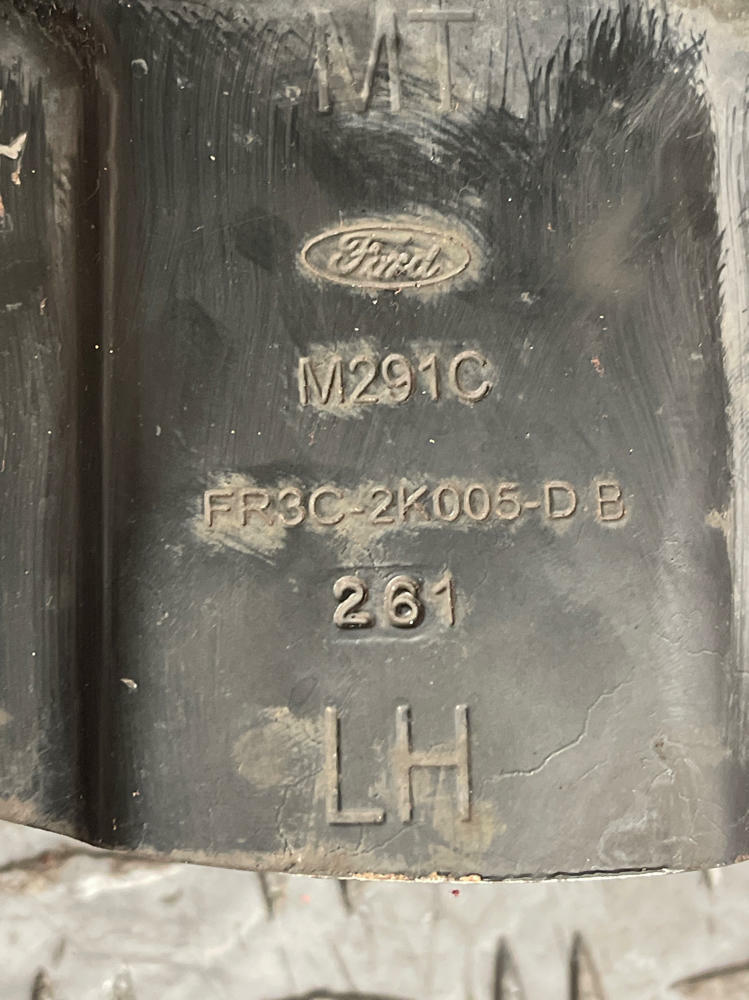 MT
Ford
M291C
FR3C-2K005-D B
261
LH